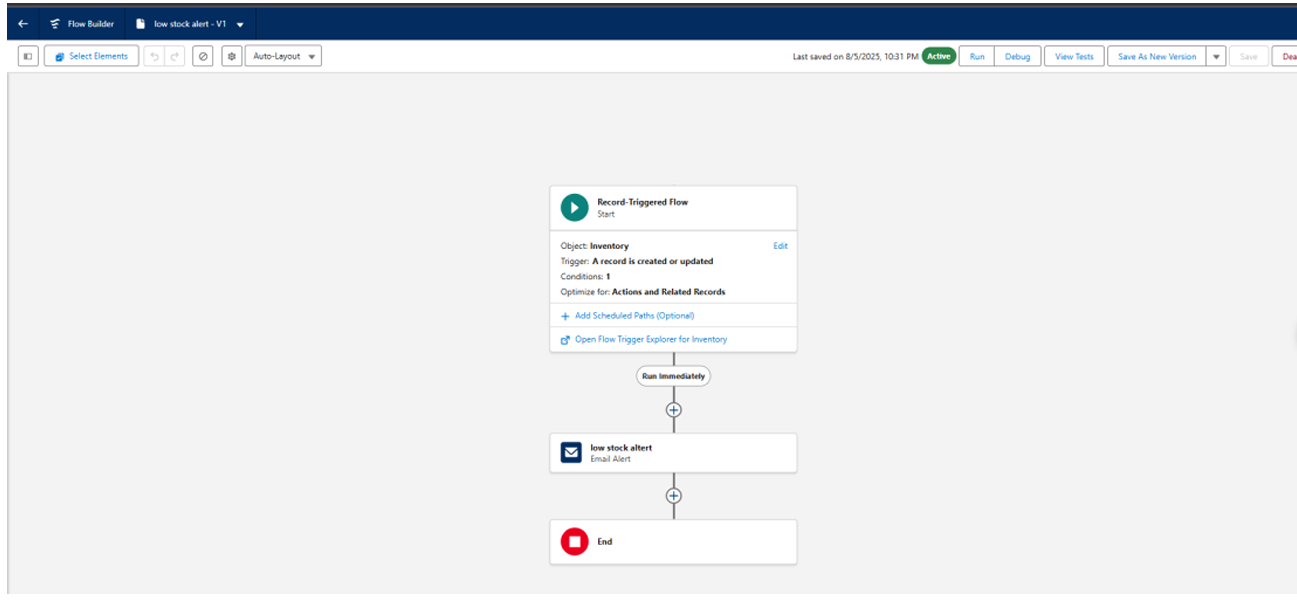 Flow Builder low stock alert - V1
Select Elements Auto-Layout Last saved on 8/5/2025, 10:31 PM Active Run Debug View Tests Save As New Version Save Dea
Record-Triggered Flow
Start
Object: Inventory Edit
Trigger: A record is created or updated
Conditions: 1
Optimize for: Actions and Related Records
Add Scheduled Paths (Optional)
Open Flow Trigger Explorer for Inventory
Run Immediately
low stock altert
Email Alert
End